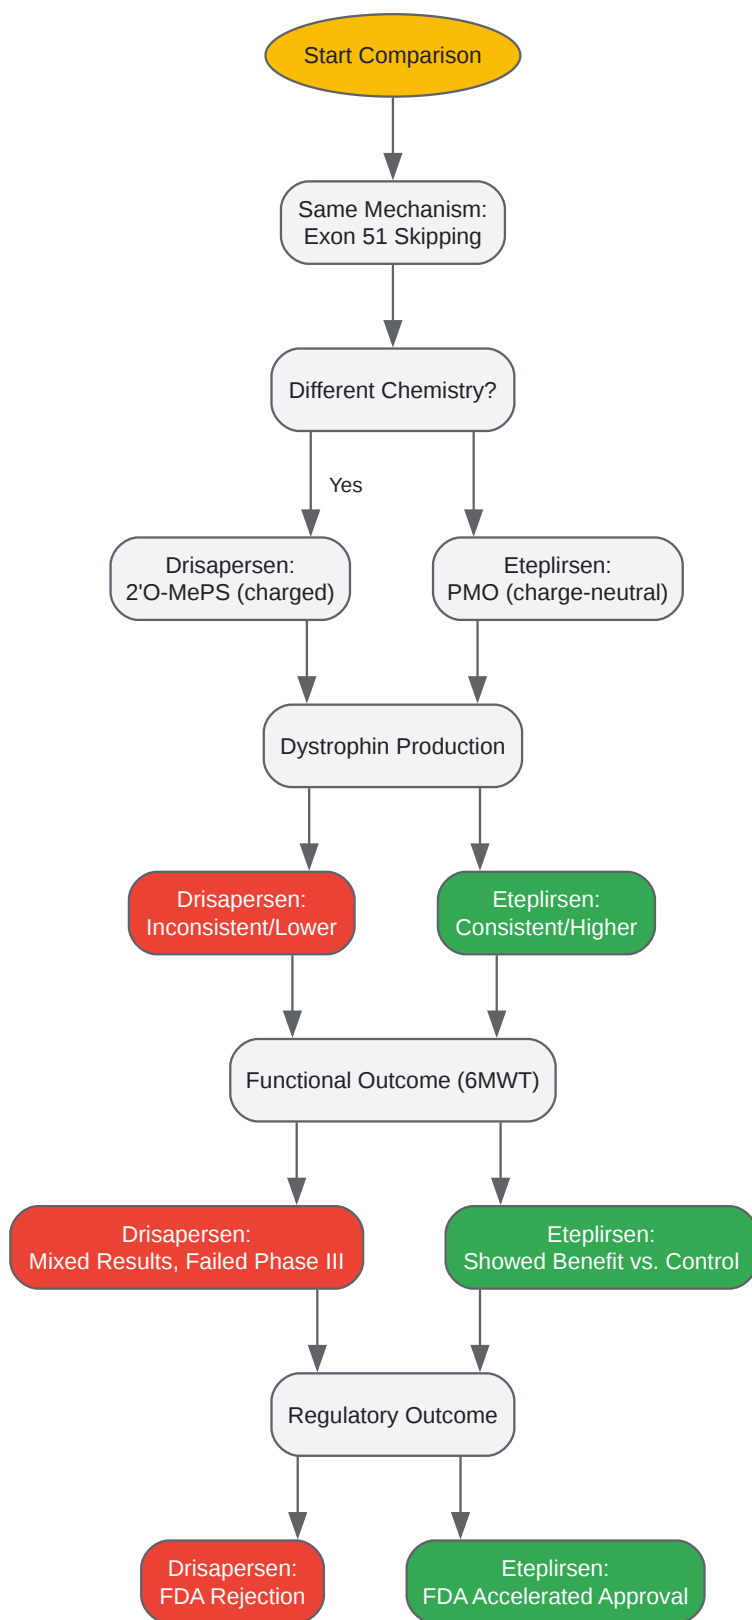 Start Comparison
Same Mechanism:
Exon 51 Skipping
Different Chemistry?
Yes
Drisapersen:
2'O-MePS (charged)
Eteplirsen:
PMO (charge-neutral)
Dystrophin Production
Drisapersen:
Inconsistent/Lower
Eteplirsen:
Consistent/Higher
Functional Outcome (6MWT)
Drisapersen:
Mixed Results, Failed Phase III
Eteplirsen:
Showed Benefit vs. Control
Regulatory Outcome
Drisapersen:
FDA Rejection
Eteplirsen:
FDA Accelerated Approval